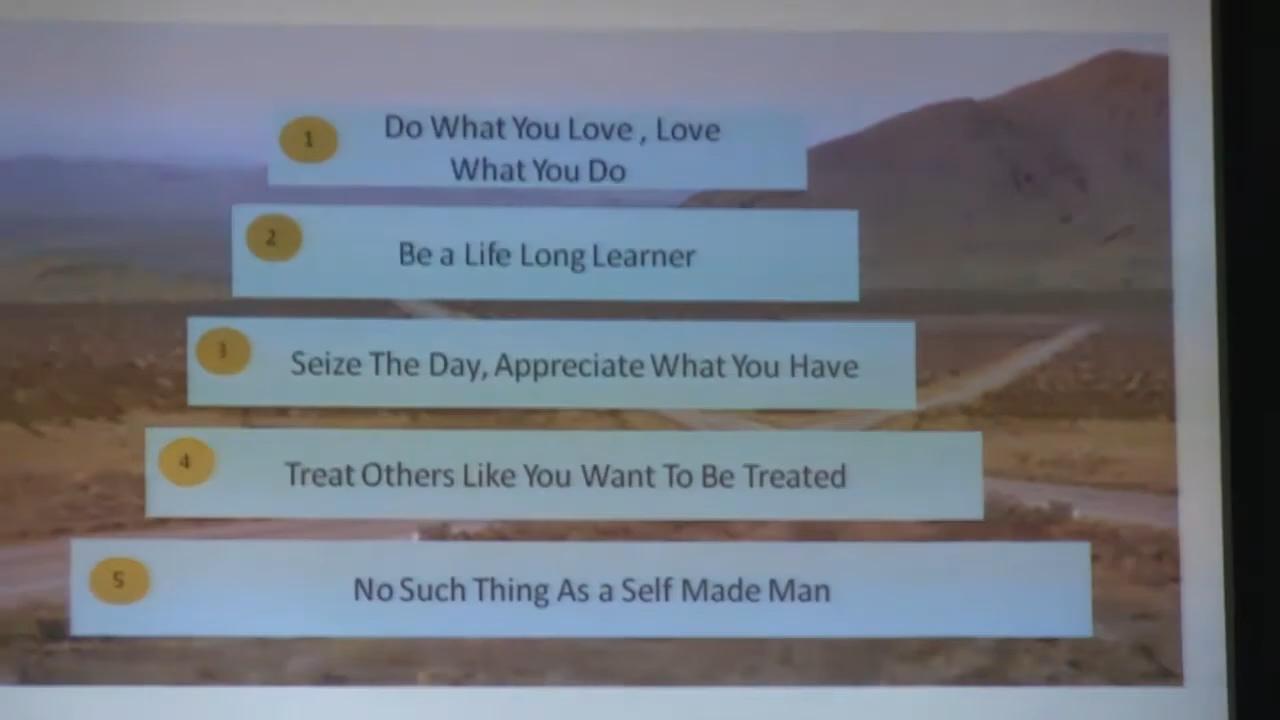 1
Do What You Love , Love
What You Do
2
Be a Life Long Learner
3
Seize The Day, Appreciate What You Have
4
Treat Others Like You Want To Be Treated
5
No Such Thing As a Self Made Man